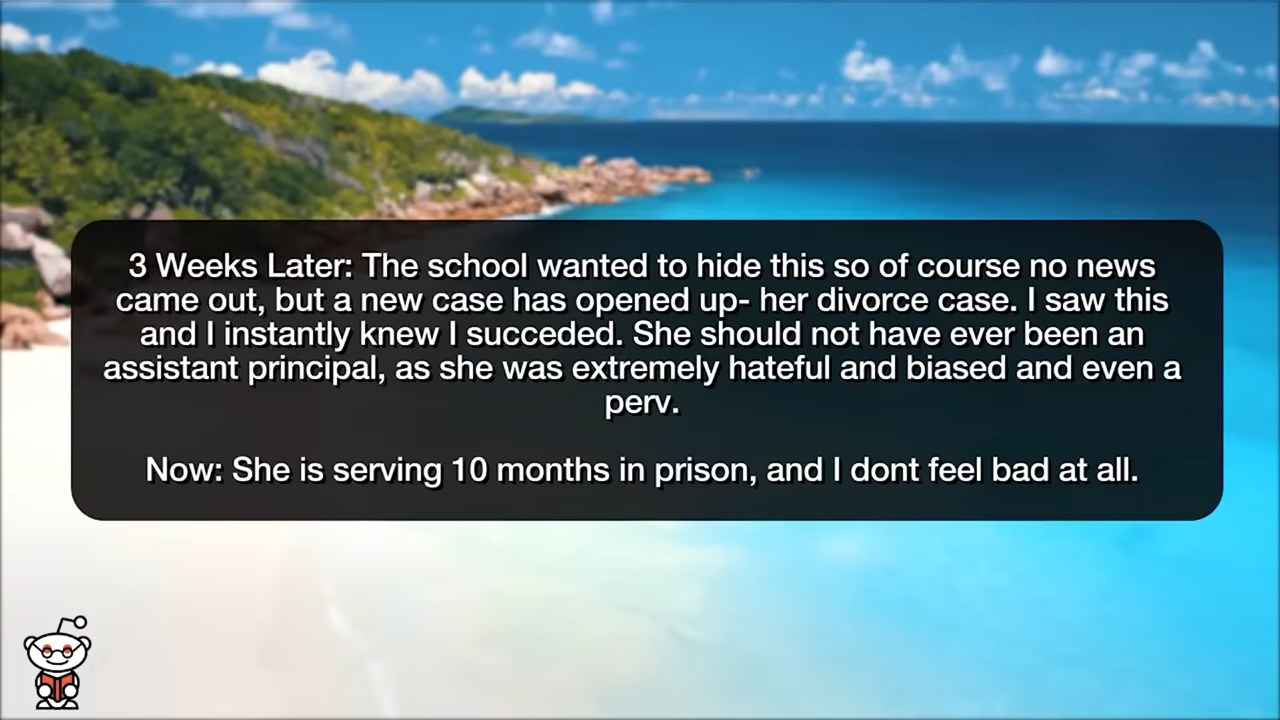 3 Weeks Later: The school wanted to hide this so of course no news
came out, but a new case has opened up- her divorce case. I saw this
and I instantly knew I succeded. She should not have ever been an
assistant principal, as she was extremely hateful and biased and even a
perv.
Now: She is serving 10 months in prison, and I dont feel bad at all.